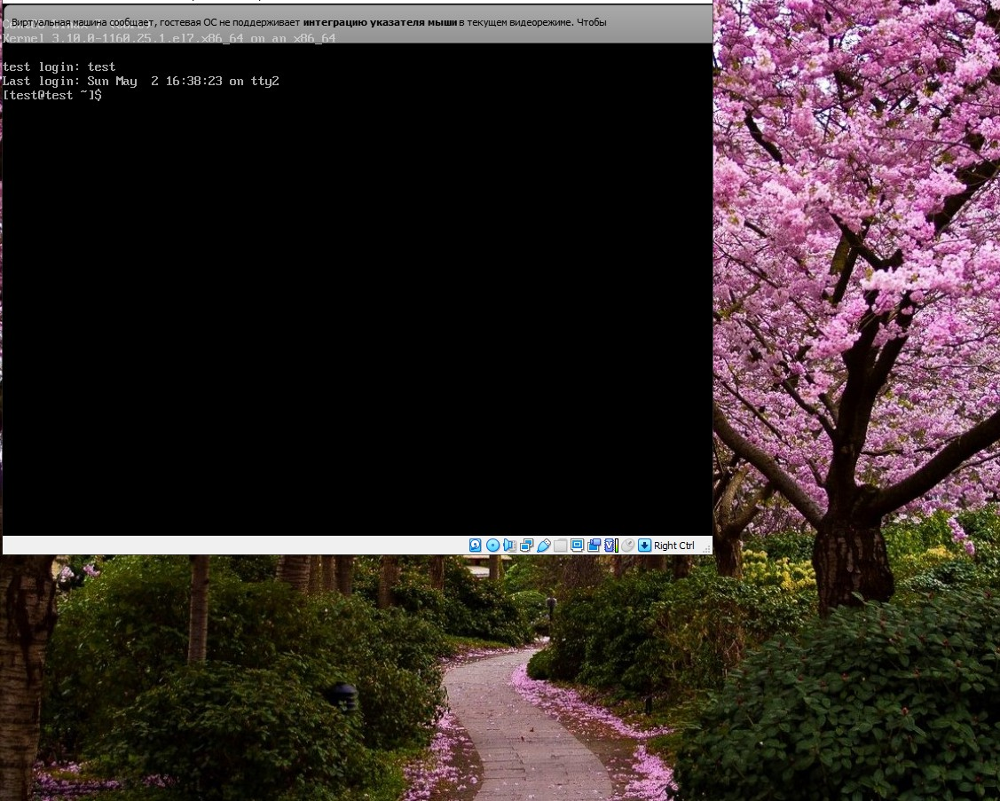 Виртуальная машина сообщает, гостевая ОС не поддерживает интеграцию указателя мыши в текущем видеорежиме. Чтобы
Kernel 3.10.0-1160.25.1.el7.x86_64 on an x86_64
test login: test
Last login: Sun May  2 16:38:23 on tty2
[test@test ~]$
Right Ctrl